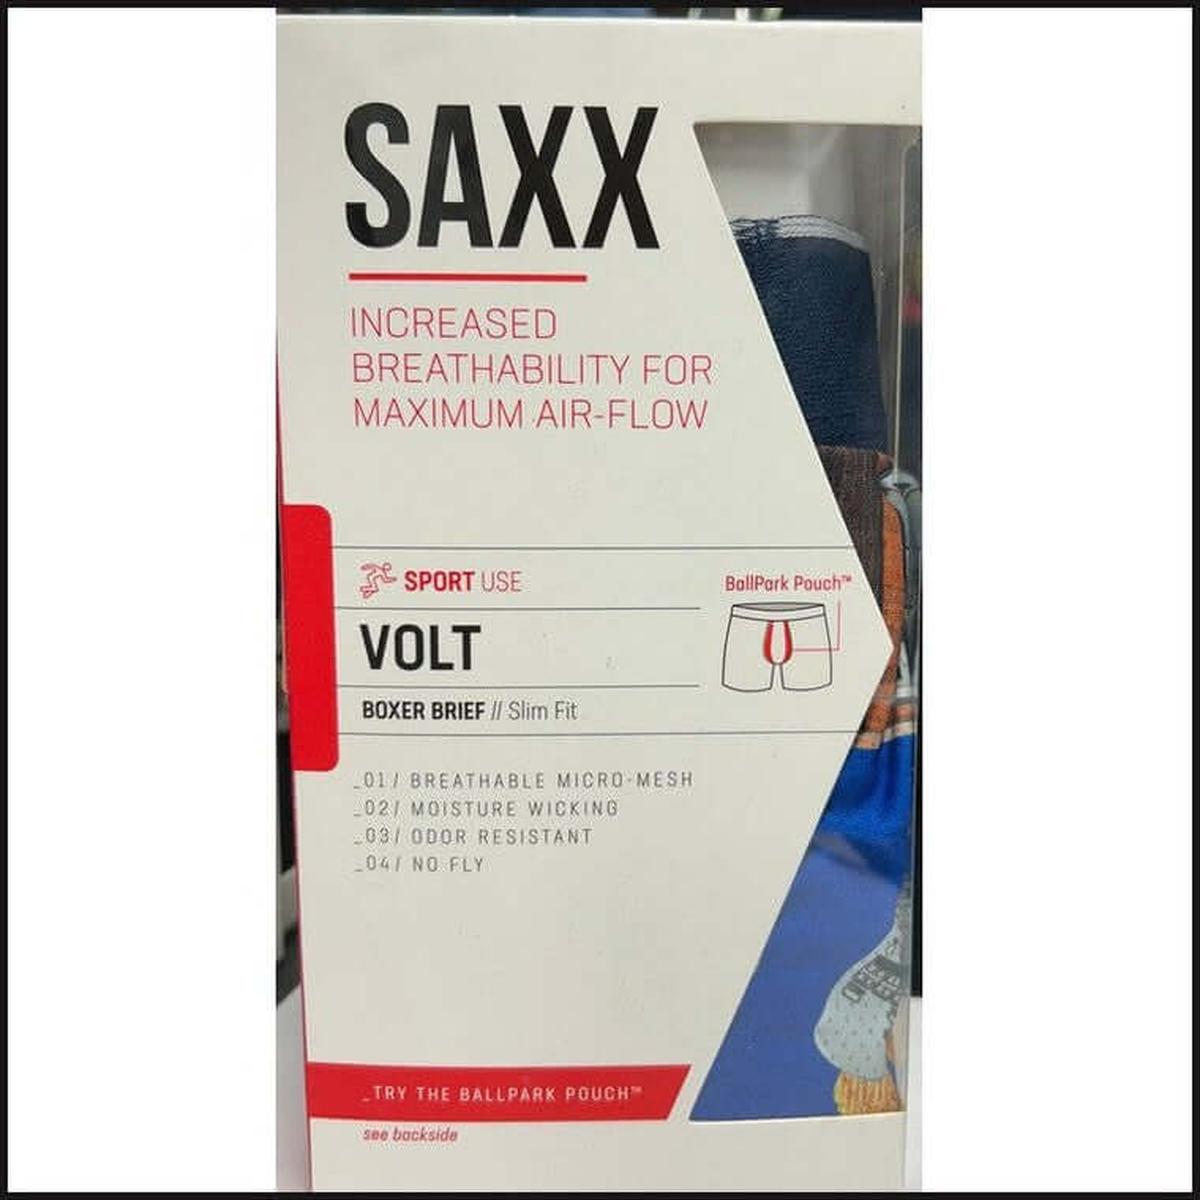 SAXX
INCREASED
BREATHABILITY FOR
MAXIMUM AIR-FLOW
SPORT USE
BallPark Pouch™
VOLT
BOXER BRIEF // Slim Fit
_01/ BREATHABLE MICRO-MESH
_02/ MOISTURE WICKING
_03/ ODOR RESISTANT
_04/ NO FLY
_TRY THE BALLPARK POUCH™
see backside